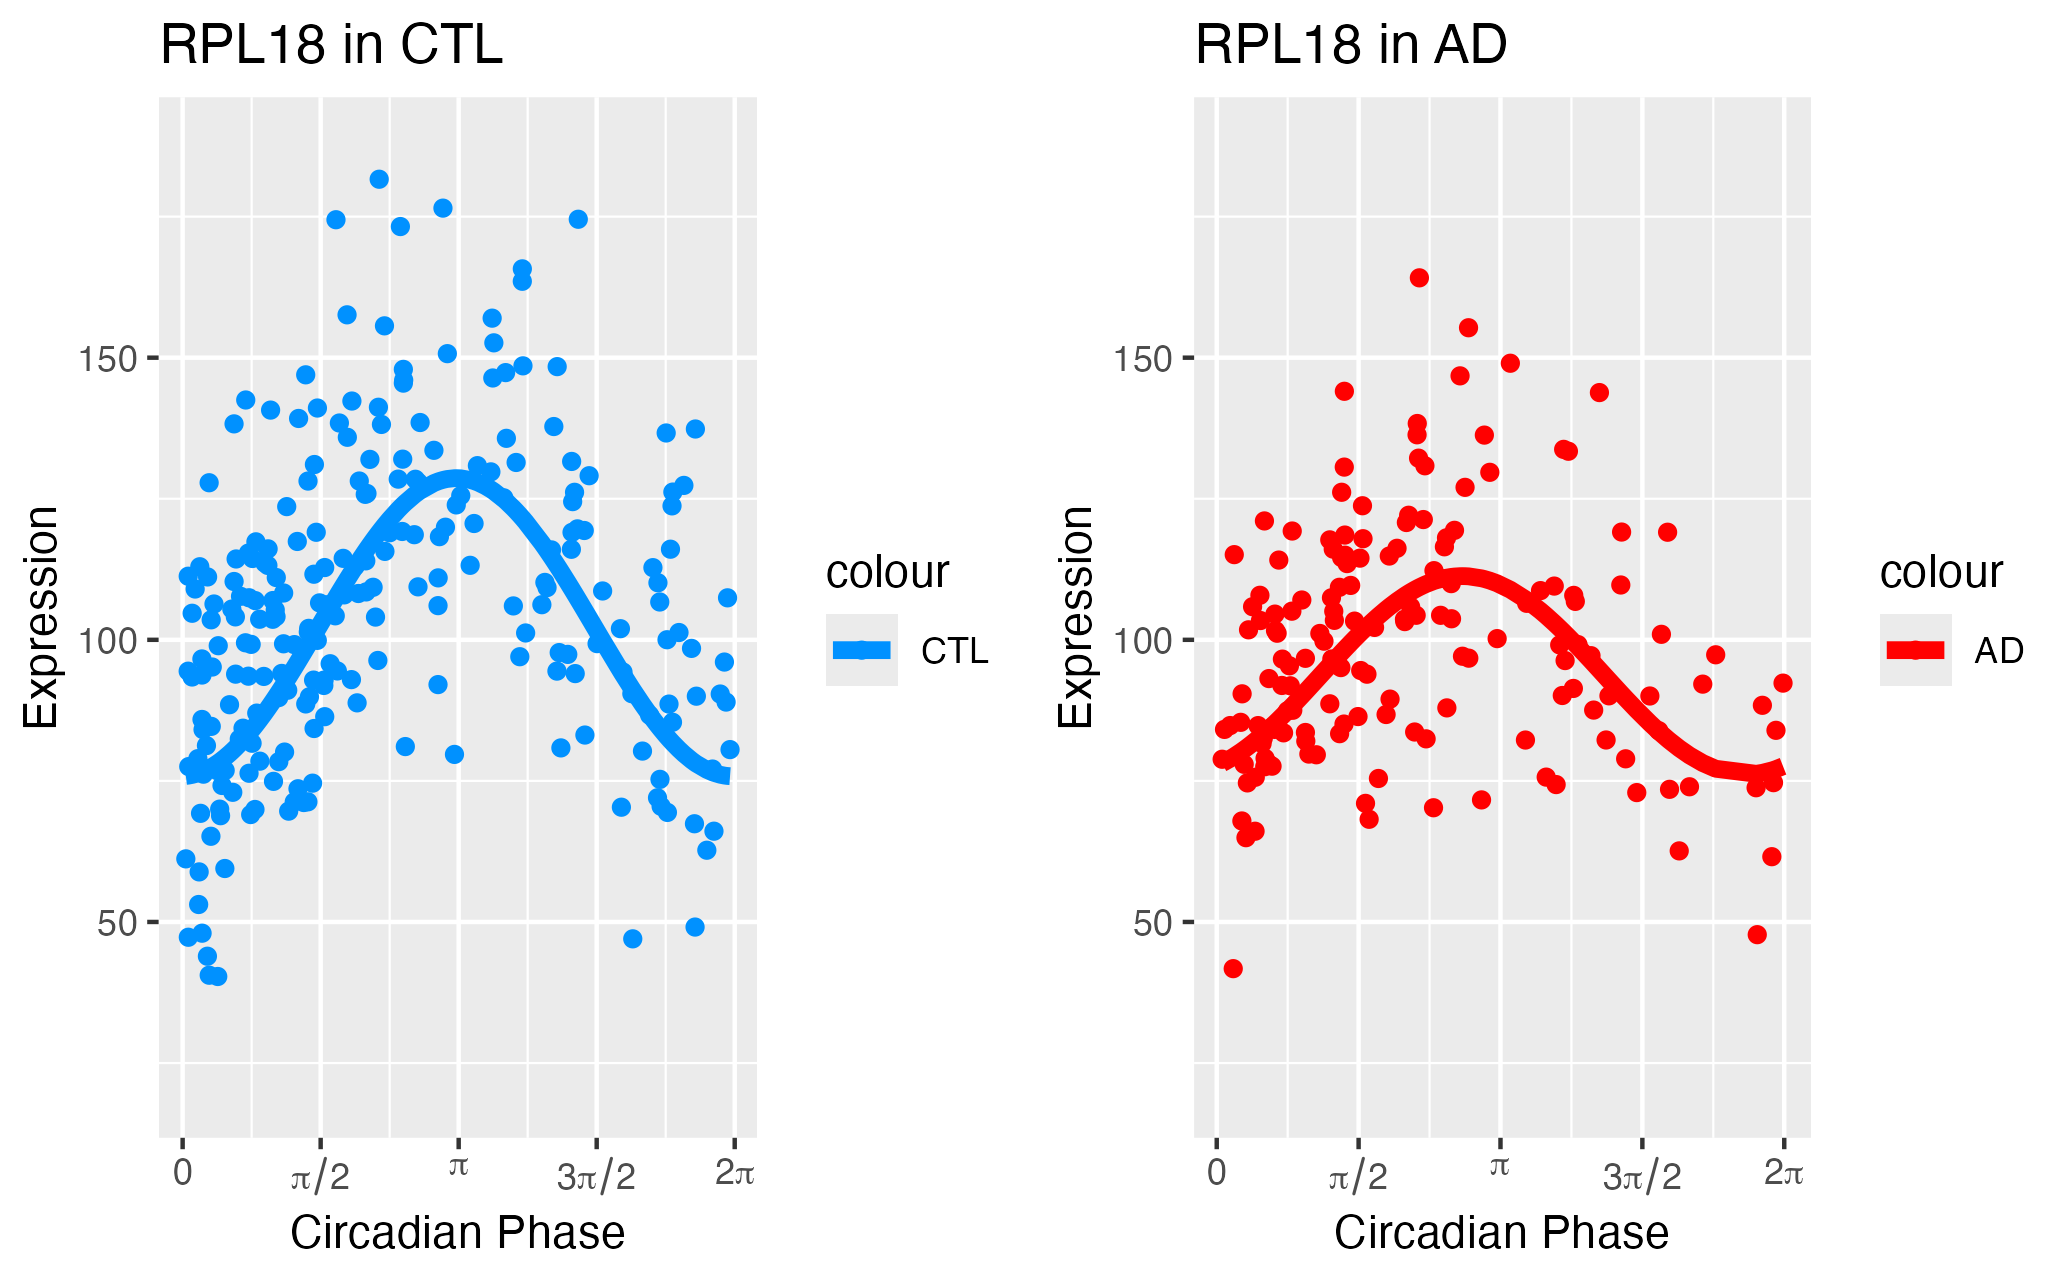 RPL18 in CTL
150
100
50
Expression
0
π/2
π
3π/2
2π
Circadian Phase
colour
CTL
RPL18 in AD
150
100
50
Expression
0
π/2
π
3π/2
2π
Circadian Phase
colour
AD